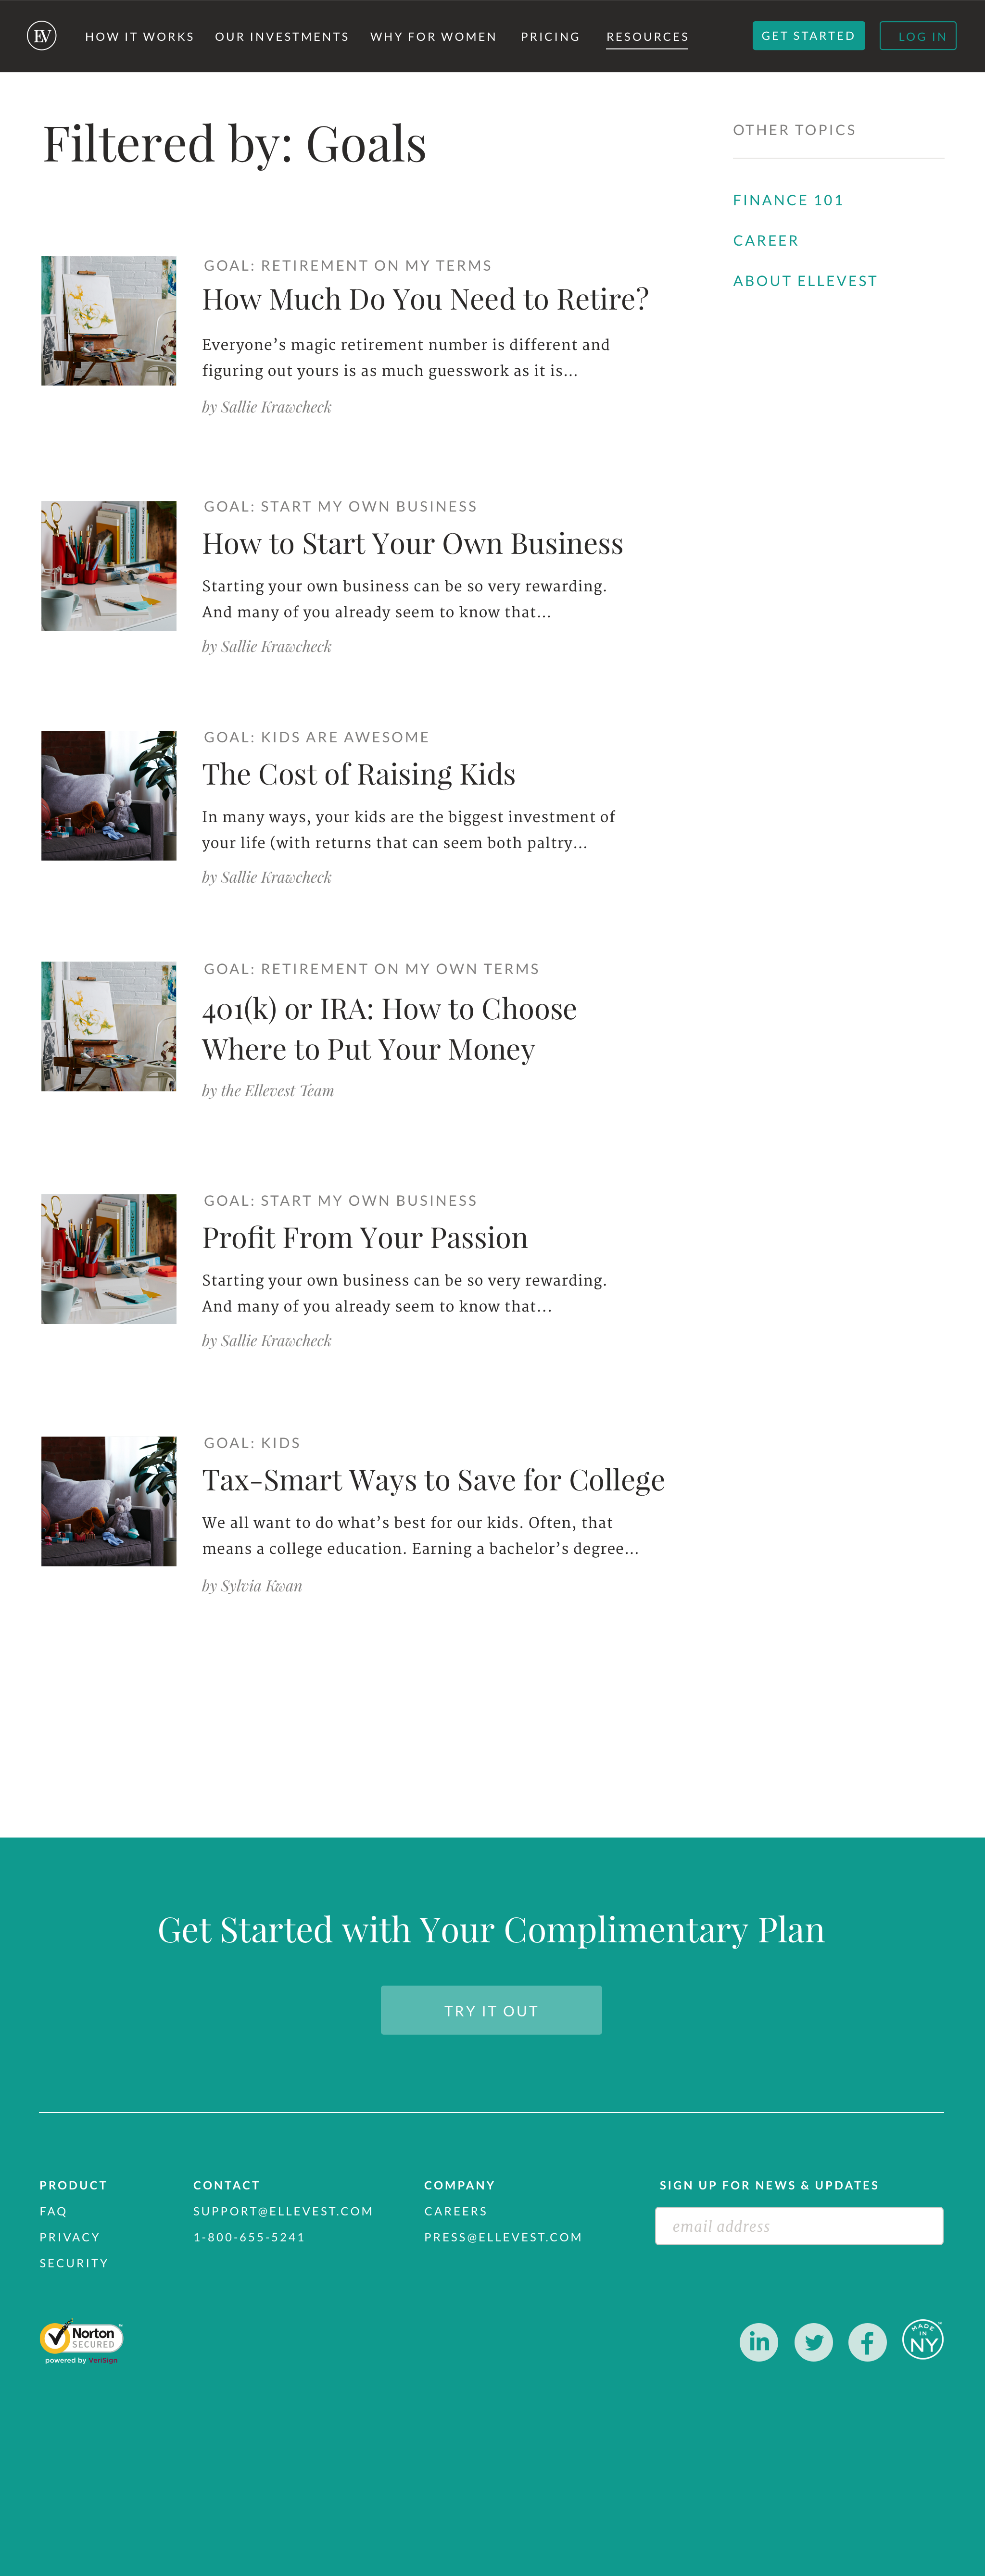 EV
HOW IT WORKS
OUR INVESTMENTS
WHY FOR WOMEN
PRICING
RESOURCES
GET STARTED
LOG IN
Filtered by: Goals
OTHER TOPICS
FINANCE 101
CAREER
ABOUT ELLEVEST
GOAL: RETIREMENT ON MY TERMS
How Much Do You Need to Retire?
Everyone’s magic retirement number is different and
figuring out yours is as much guesswork as it is...
by Sallie Krawcheck
GOAL: START MY OWN BUSINESS
How to Start Your Own Business
Starting your own business can be so very rewarding.
And many of you already seem to know that...
by Sallie Krawcheck
GOAL: KIDS ARE AWESOME
The Cost of Raising Kids
In many ways, your kids are the biggest investment of
your life (with returns that can seem both paltry...
by Sallie Krawcheck
GOAL: RETIREMENT ON MY OWN TERMS
401(k) or IRA: How to Choose
Where to Put Your Money
by the Ellevest Team
GOAL: START MY OWN BUSINESS
Profit From Your Passion
Starting your own business can be so very rewarding.
And many of you already seem to know that...
by Sallie Krawcheck
GOAL: KIDS
Tax-Smart Ways to Save for College
We all want to do what’s best for our kids. Often, that
means a college education. Earning a bachelor’s degree...
by Sylvia Kwan
Get Started with Your Complimentary Plan
TRY IT OUT
PRODUCT
FAQ
PRIVACY
SECURITY
CONTACT
SUPPORT@ELLEVEST.COM
1-800-655-5241
COMPANY
CAREERS
PRESS@ELLEVEST.COM
SIGN UP FOR NEWS & UPDATES
email address
Norton
SECURED
powered by VeriSign
in
f
MADE
IN
NY